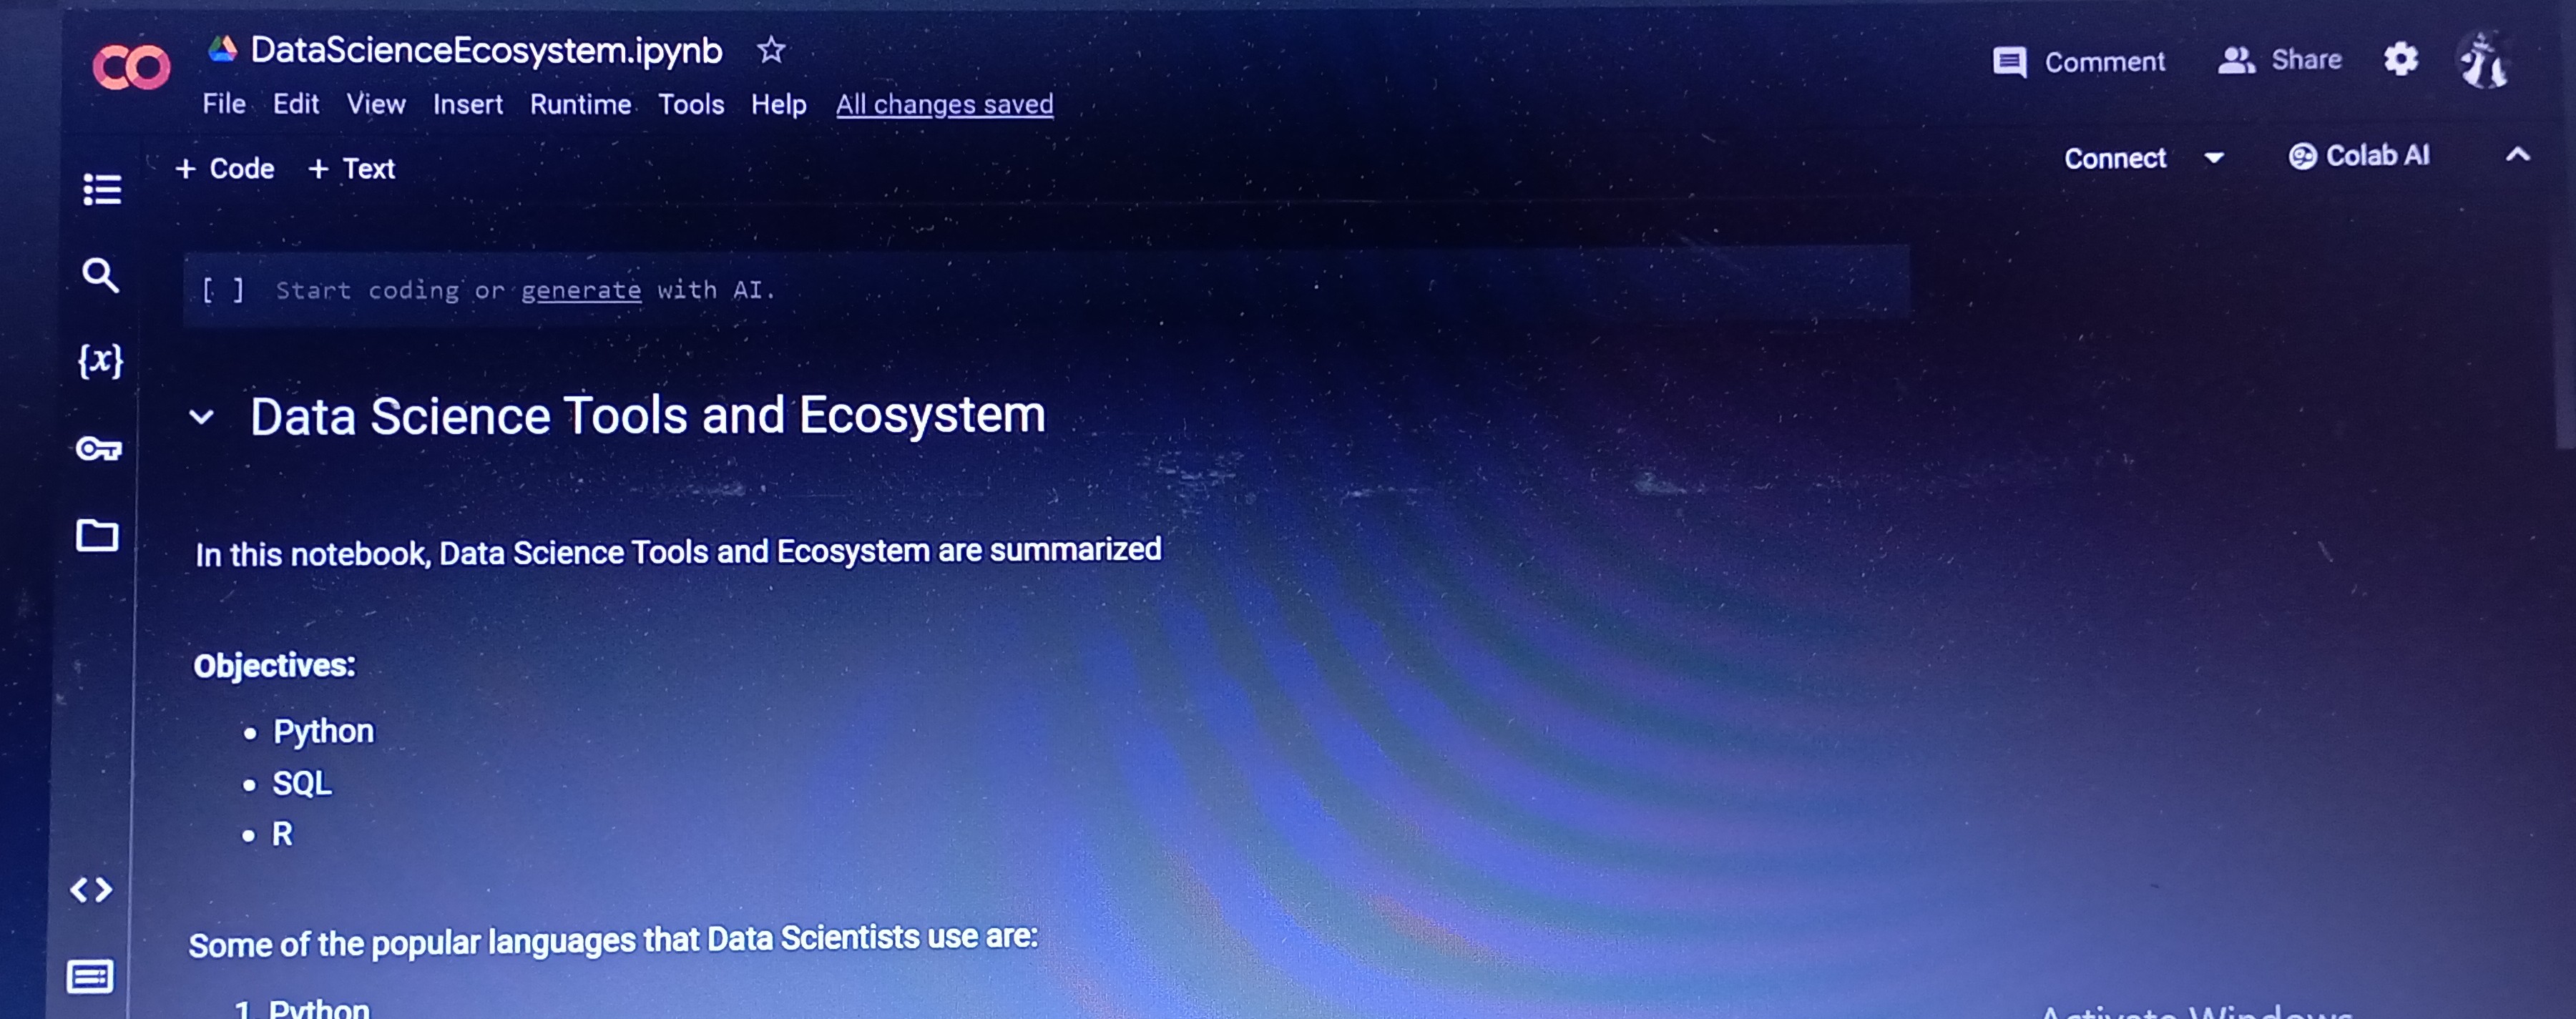 DataScienceEcosystem.ipynb
Comment Share
File Edit View Insert Runtime Tools Help All changes saved
+ Code + Text
Connect Colab AI
[ ] Start coding or generate with AI.
{x}
Data Science Tools and Ecosystem
In this notebook, Data Science Tools and Ecosystem are summarized
Objectives:
• Python
• SQL
• R
<>
Some of the popular languages that Data Scientists use are:
1. Python
Activate Windows